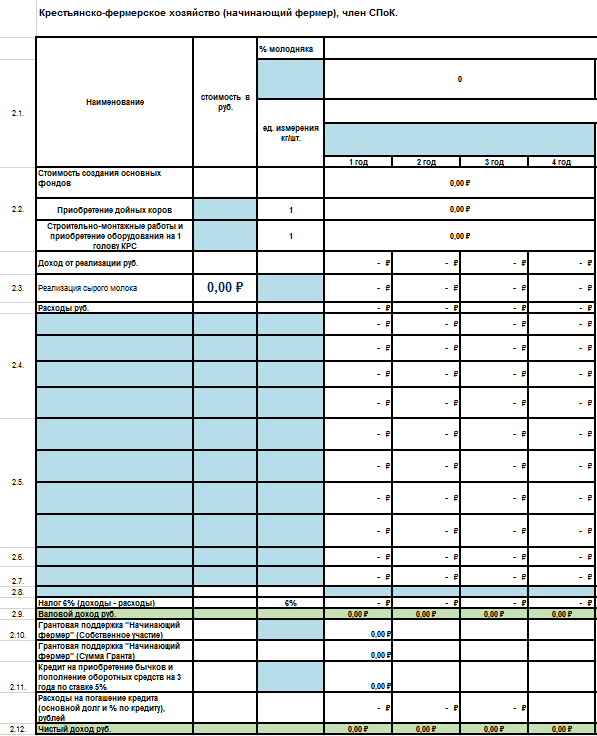 Крестьянско-фермерское хозяйство (начинающий фермер), член СПоК.
% молодняка
0
2.1.
Наименование
стоимость в
руб.
ед. измерения
кг/шт.
1 год 2 год 3 год 4 год
Стоимость создания основных
фондов
0,00 ₽
2.2.
Приобретение дойных коров 1 0,00 ₽
Строительно-монтажные работы и
приобретение оборудования на 1
голову КРС
1 0,00 ₽
Доход от реализации руб. - ₽ - ₽ - ₽ - ₽
2.3. Реализация сырого молока 0,00 ₽ - ₽ - ₽ - ₽ - ₽
Расходы руб. - ₽ - ₽ - ₽ - ₽
- ₽ - ₽ - ₽ - ₽
- ₽ - ₽ - ₽ - ₽
2.4. - ₽ - ₽ - ₽ - ₽
- ₽ - ₽ - ₽ - ₽
- ₽ - ₽ - ₽ - ₽
- ₽ - ₽ - ₽ - ₽
2.5. - ₽ - ₽ - ₽ - ₽
- ₽ - ₽ - ₽ - ₽
2.6. - ₽ - ₽ - ₽ - ₽
2.7. - ₽ - ₽ - ₽ - ₽
2.8.
Налог 6% (доходы - расходы) 6% - ₽ - ₽ - ₽ - ₽
2.9. Валовой доход руб. 0,00 ₽ 0,00 ₽ 0,00 ₽ 0,00 ₽
2.10. Грантовая поддержка "Начинающий
фермер" (Собственное участие) 0,00 ₽
Грантовая поддержка "Начинающий
фермер" (Сумма Гранта) 0,00 ₽
2.11. Кредит на приобретение бычков и
пополнение оборотных средств на 3
года по ставке 5% 0,00 ₽
Расходы на погашение кредита
(основной долг и % по кредиту),
рублей
- ₽ - ₽ - ₽
2.12. Чистый доход руб. 0,00 ₽ 0,00 ₽ 0,00 ₽ 0,00 ₽